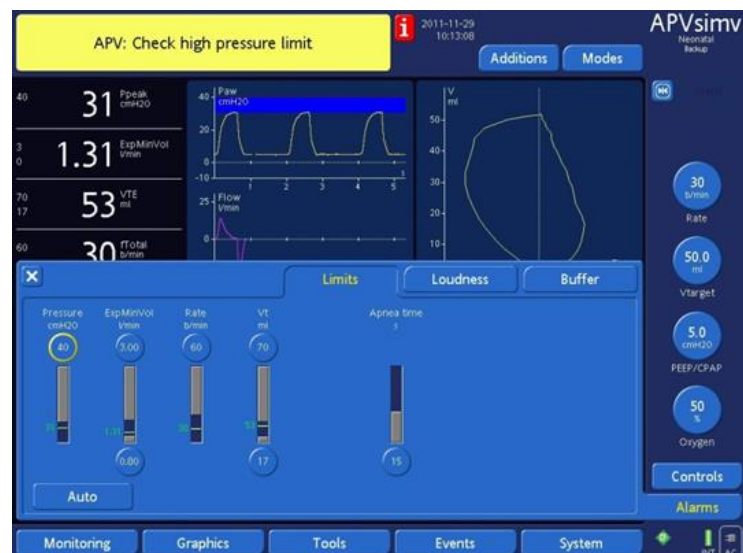 APV: Check high pressure limit
i
2011-11-29
10:13:08
APVsimv
Neonatal
Backup
Additions
Modes
40
31
Ppeak
cmH2O
3
0
1.31
ExpMinVol
l/min
70
17
53
VTE
ml
60
30
fTotal
b/min
40
Paw
cmH2O
20
0
-10
1
2
3
4
5
s
25
Flow
l/min
0
V
ml
50
40
30
20
10
30
b/min
Rate
50.0
ml
Vtarget
5.0
cmH2O
PEEP/CPAP
50
%
Oxygen
Controls
Alarms
Limits
Loudness
Buffer
Pressure
cmH2O
ExpMinVol
l/min
Rate
b/min
Vt
ml
Apnea time
s
40
3.00
60
70
31
1.31
30
53
0.80
17
15
Auto
Monitoring
Graphics
Tools
Events
System
INT